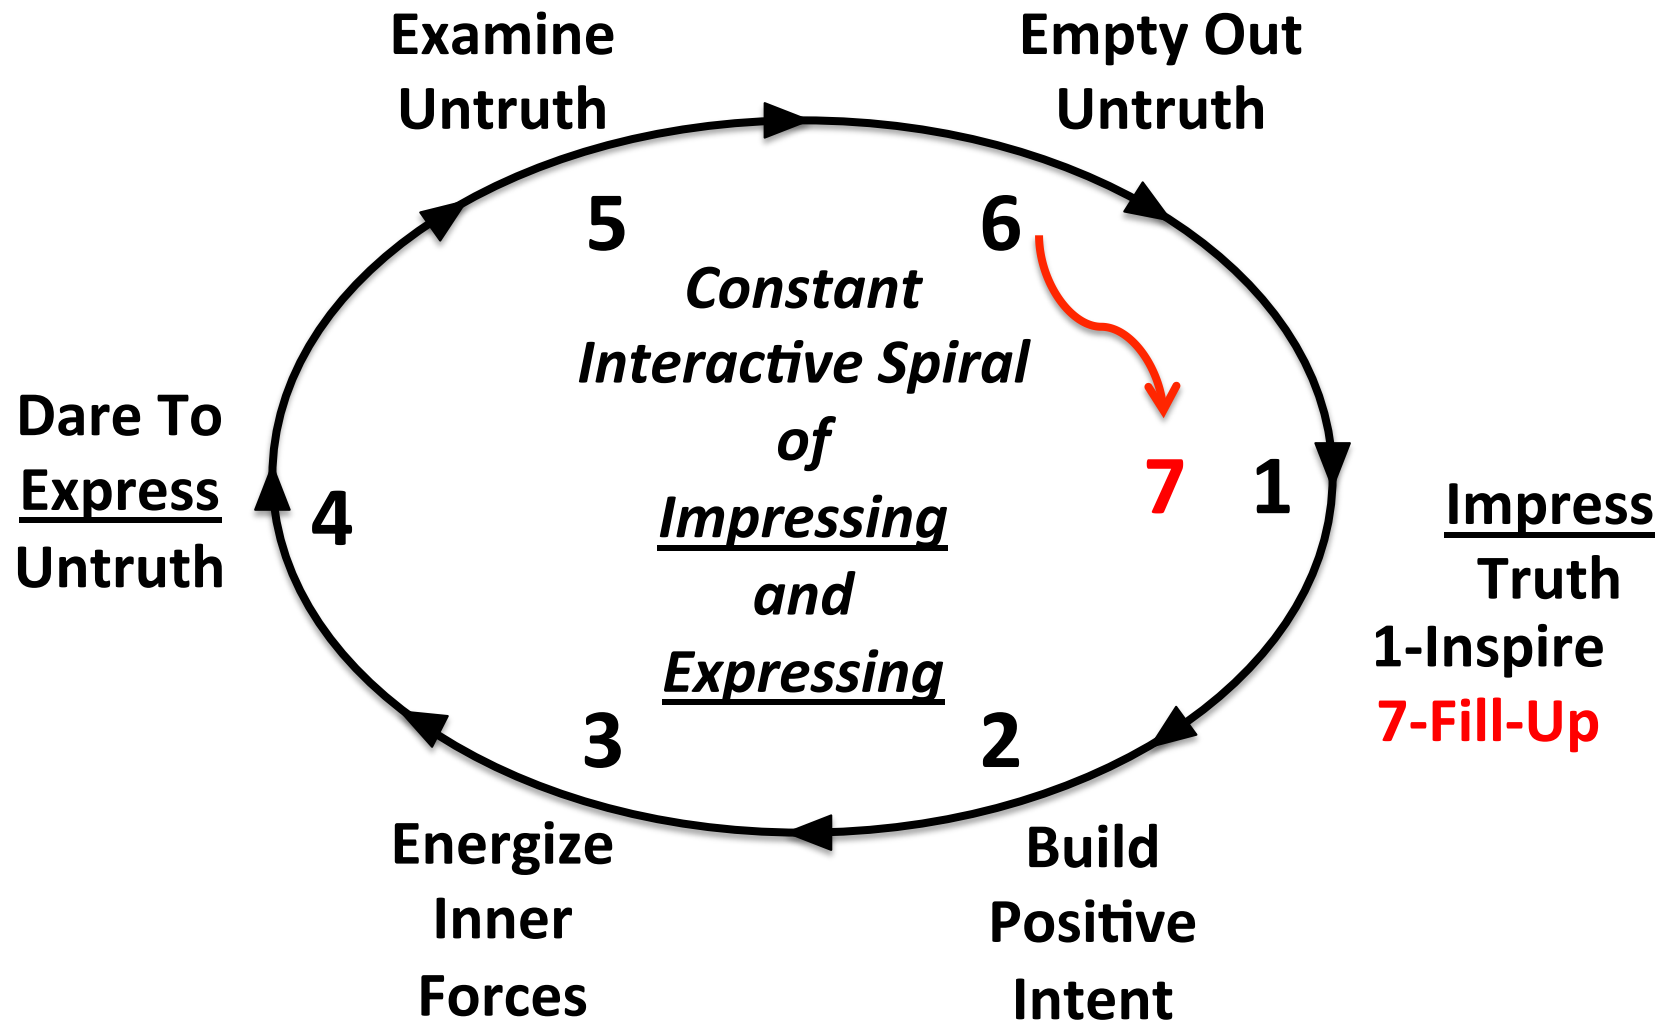 Examine
Untruth
Empty Out
Untruth
5
6
Constant
Interactive Spiral
of
Impressing
and
Expressing
7
1
Dare To
Express
Untruth
4
Impress
Truth
1-Inspire
7-Fill-Up
3
2
Energize
Inner
Forces
Build
Positive
Intent